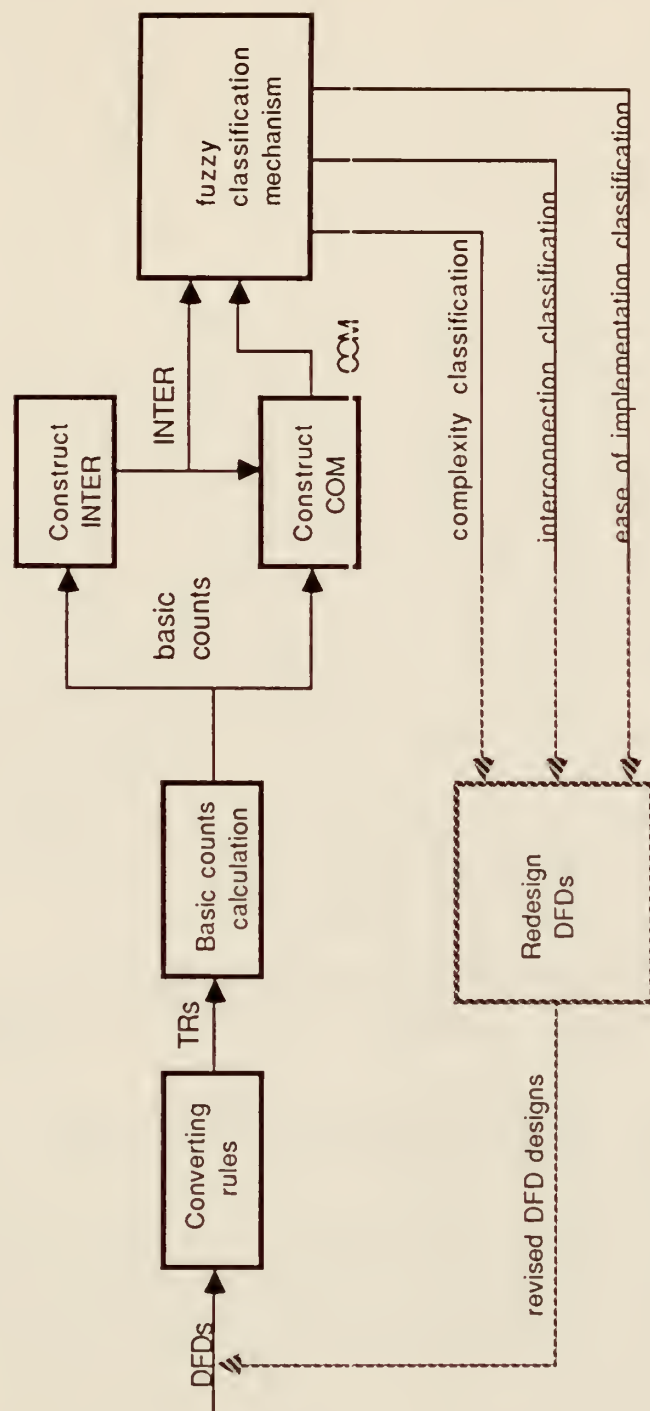 DFDs
Converting
rules
TRs
Basic counts
calculation
basic
counts
Construct
INTER
INTER
Construct
COM
COM
fuzzy
classification
mechanism
complexity classification
interconnection classification
ease of implementation classification
Redesign
DFDs
revised DFD designs